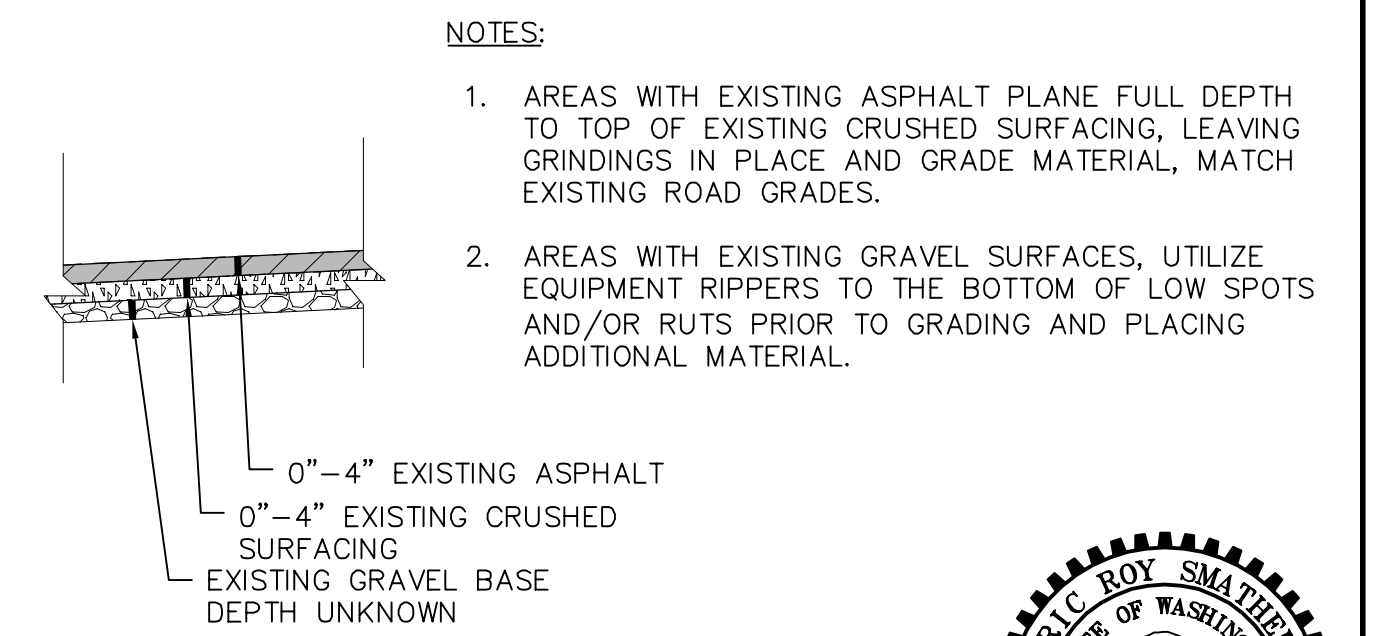 NOTES:
1. AREAS WITH EXISTING ASPHALT PLANE FULL DEPTH
TO TOP OF EXISTING CRUSHED SURFACING, LEAVING
GRINDINGS IN PLACE AND GRADE MATERIAL, MATCH
EXISTING ROAD GRADES.
2. AREAS WITH EXISTING GRAVEL SURFACES, UTILIZE
EQUIPMENT RIPPERS TO THE BOTTOM OF LOW SPOTS
AND/OR RUTS PRIOR TO GRADING AND PLACING
ADDITIONAL MATERIAL.
0"–4" EXISTING ASPHALT
0"–4" EXISTING CRUSHED
SURFACING
EXISTING GRAVEL BASE
DEPTH UNKNOWN
ROY
OF